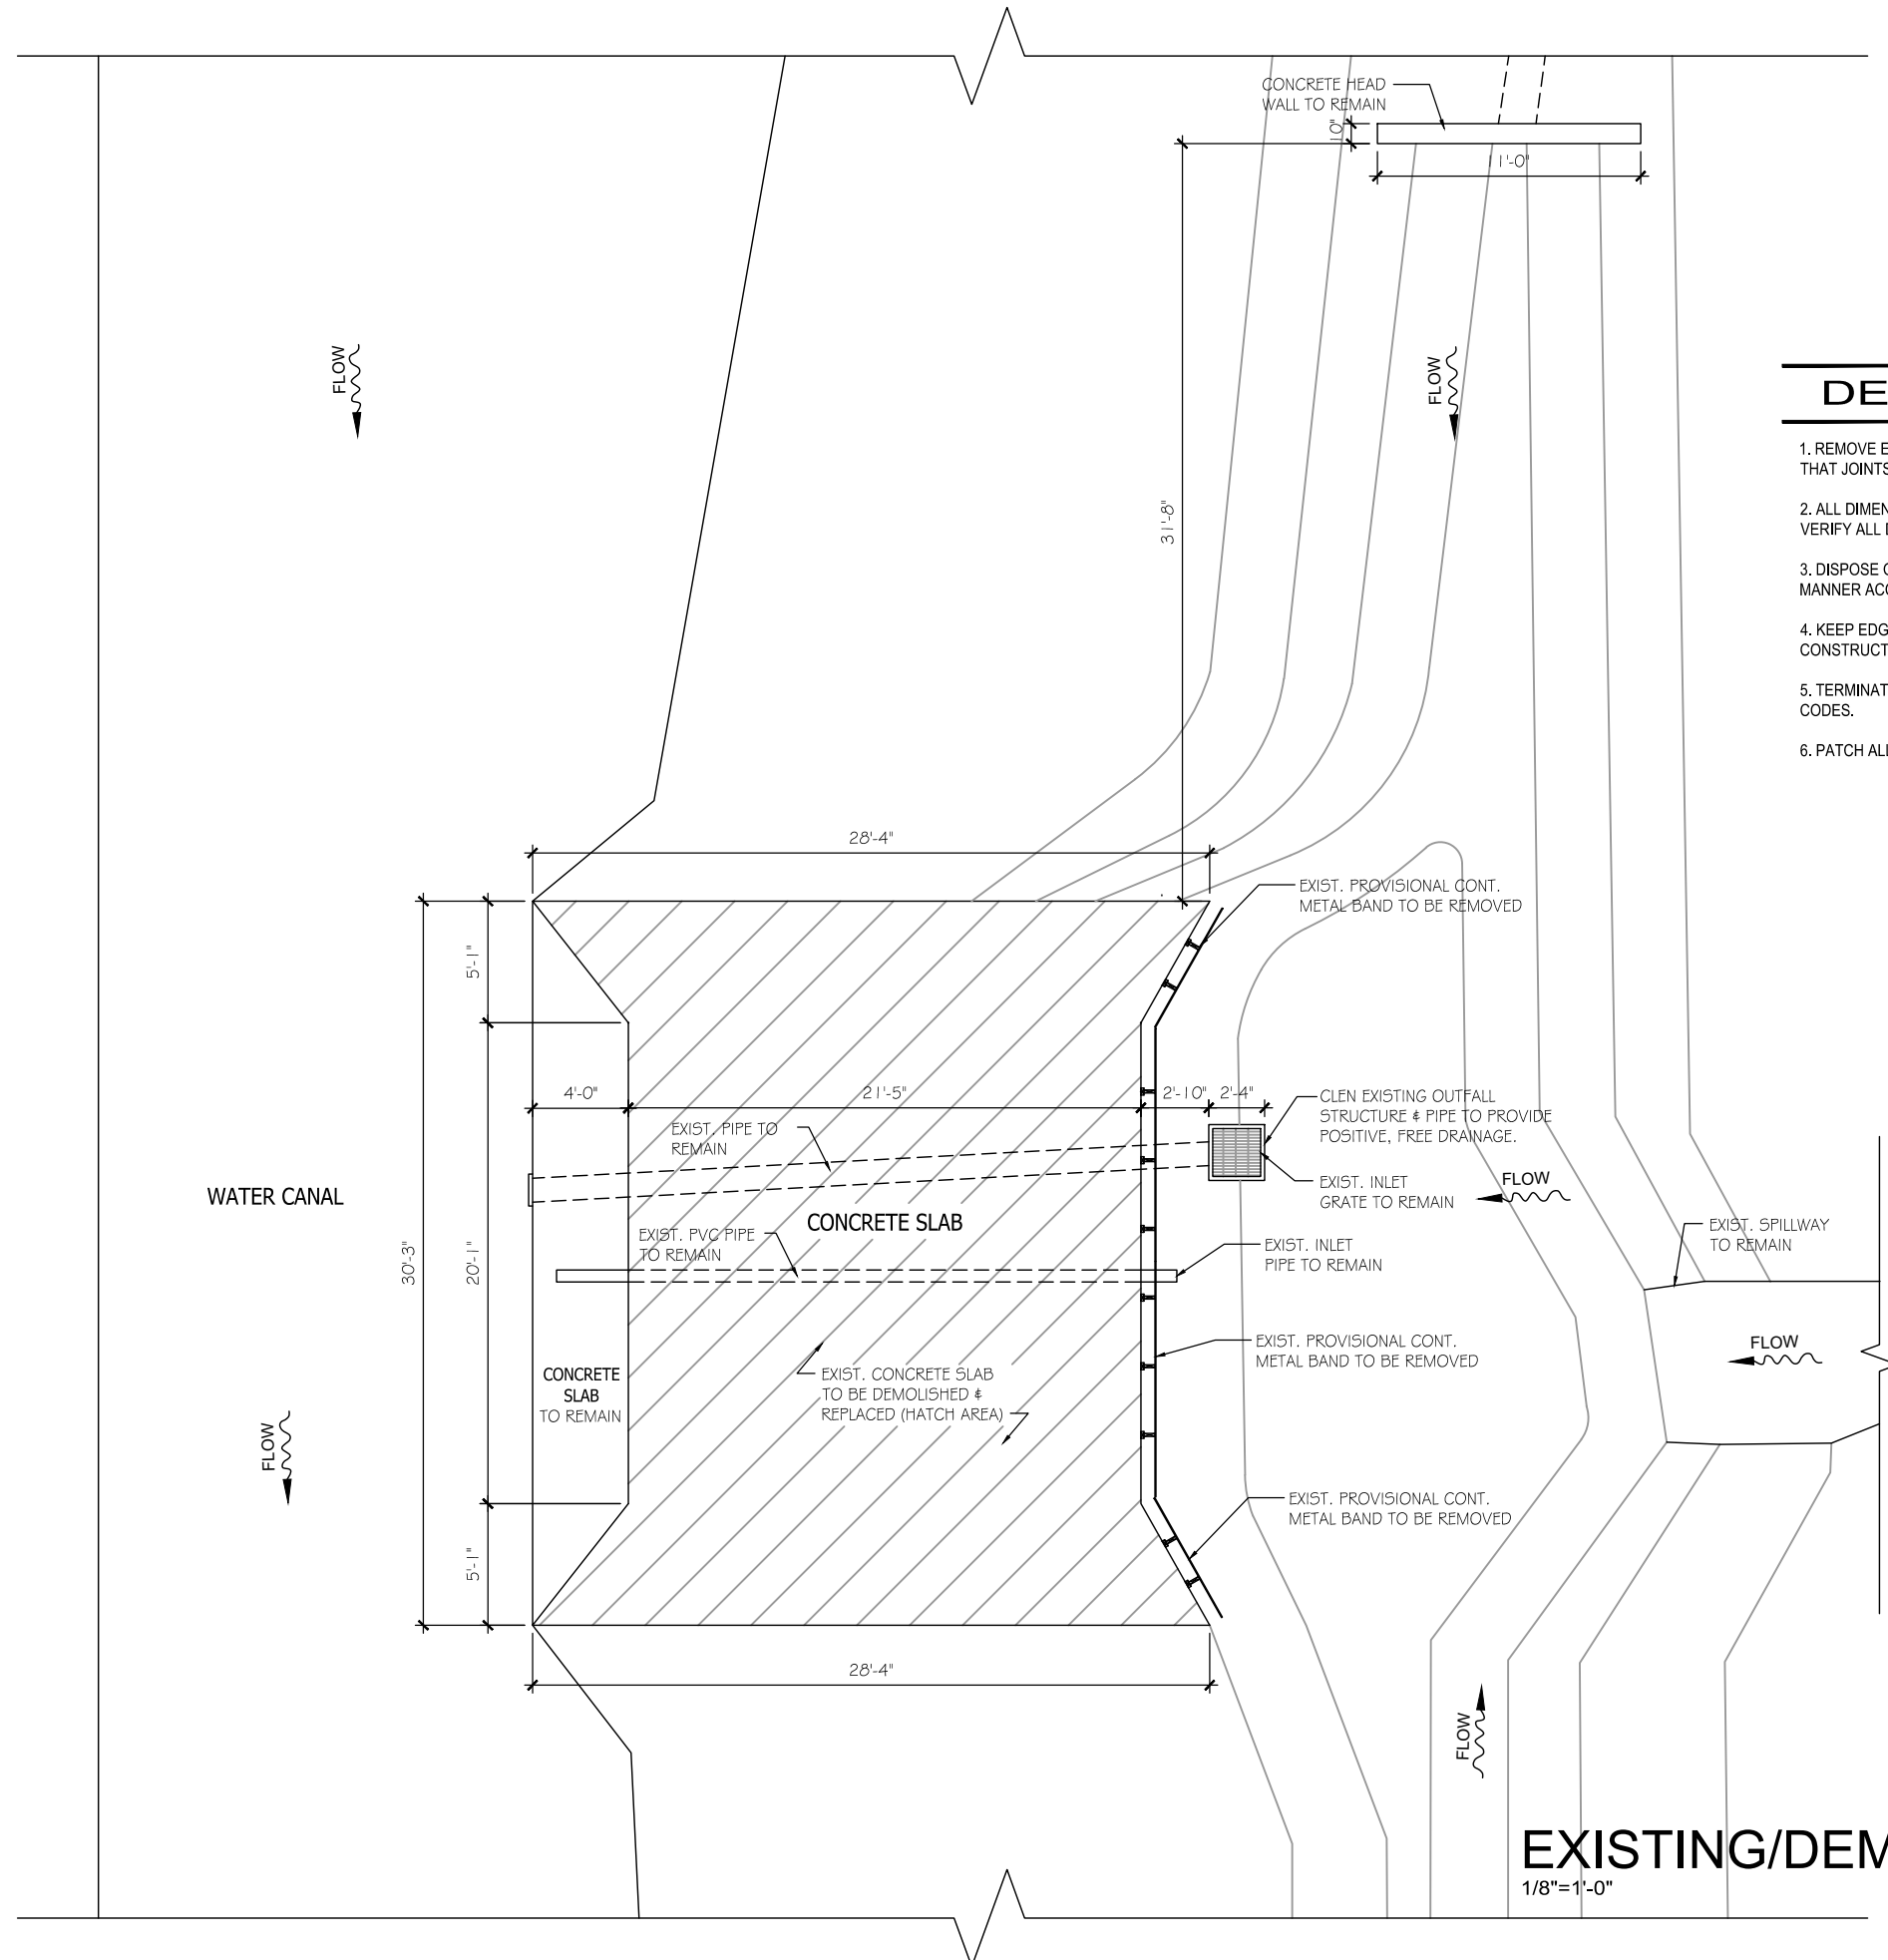 CONCRETE HEAD
WALL TO REMAIN
10"
11'-0"
FLOW
FLOW
31'-8"
DE
1. REMOVE E
THAT JOINTS
2. ALL DIMEN
VERIFY ALL
3. DISPOSE
MANNER ACC
4. KEEP EDG
CONSTRUCT
5. TERMINAT
CODES.
6. PATCH ALL
28'-4"
EXIST. PROVISIONAL CONT.
METAL BAND TO BE REMOVED
5'-1"
4'-0"
21'-5"
2'-10"
2'-4"
CLEN EXISTING OUTFALL
STRUCTURE & PIPE TO PROVIDE
POSITIVE, FREE DRAINAGE.
EXIST. PIPE TO
REMAIN
WATER CANAL
EXIST. INLET
GRATE TO REMAIN
FLOW
CONCRETE SLAB
EXIST. PVC PIPE
TO REMAIN
EXIST. INLET
PIPE TO REMAIN
EXIST. SPILLWAY
TO REMAIN
30'-3"
20'-1"
EXIST. PROVISIONAL CONT.
METAL BAND TO BE REMOVED
FLOW
CONCRETE
SLAB
TO REMAIN
EXIST. CONCRETE SLAB
TO BE DEMOLISHED &
REPLACED (HATCH AREA)
FLOW
EXIST. PROVISIONAL CONT.
METAL BAND TO BE REMOVED
5'-1"
28'-4"
FLOW
EXISTING/DEM
1/8"=1'-0"